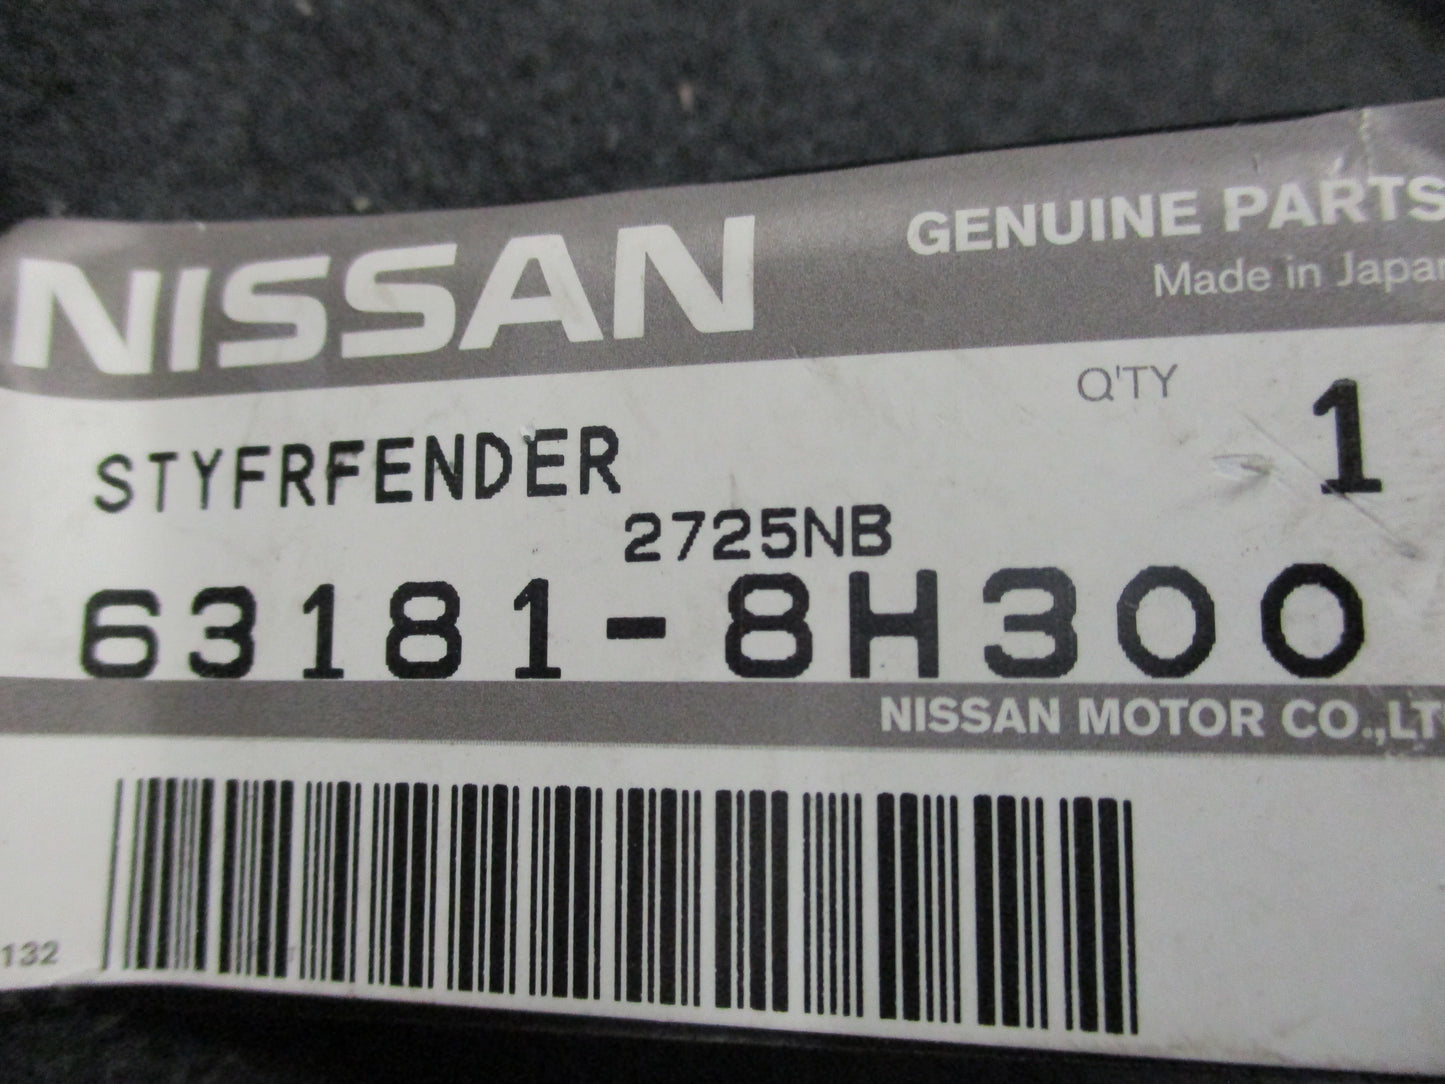 NISSAN
GENUINE PARTS
Made in Japan
Q'TY 1
STYFRFENDER
2725NB
63181-8H300
NISSAN MOTOR CO.,LT
132